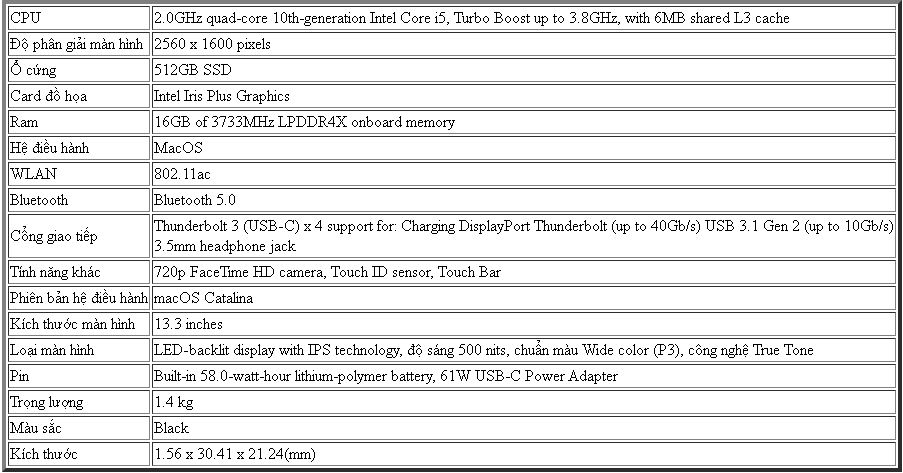 CPU 2.0GHz quad-core 10th-generation Intel Core i5, Turbo Boost up to 3.8GHz, with 6MB shared L3 cache
Độ phân giải màn hình 2560 x 1600 pixels
Ổ cứng 512GB SSD
Card đồ họa Intel Iris Plus Graphics
Ram 16GB of 3733MHz LPDDR4X onboard memory
Hệ điều hành MacOS
WLAN 802.11ac
Bluetooth Bluetooth 5.0
Cổng giao tiếp Thunderbolt 3 (USB-C) x 4 support for: Charging DisplayPort Thunderbolt (up to 40Gb/s) USB 3.1 Gen 2 (up to 10Gb/s)
3.5mm headphone jack
Tính năng khác 720p FaceTime HD camera, Touch ID sensor, Touch Bar
Phiên bản hệ điều hành macOS Catalina
Kích thước màn hình 13.3 inches
Loại màn hình LED-backlit display with IPS technology, độ sáng 500 nits, chuẩn màu Wide color (P3), công nghệ True Tone
Pin Built-in 58.0-watt-hour lithium-polymer battery, 61W USB-C Power Adapter
Trọng lượng 1.4 kg
Màu sắc Black
Kích thước 1.56 x 30.41 x 21.24(mm)